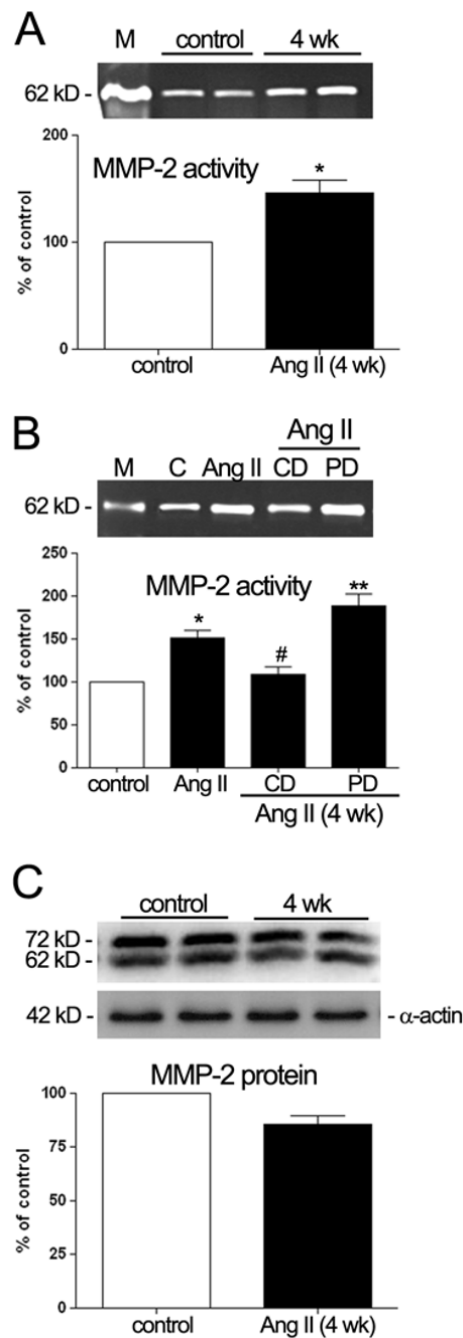 A
M control 4 wk
62 kD -
200
MMP-2 activity *
100
% of control
0
control Ang II (4 wk)
B
Ang II
M C Ang II CD PD
62 kD -
250
MMP-2 activity **
200
* 
150
#
% of control
100
50
0
control Ang II CD PD
Ang II (4 wk)
C
control 4 wk
72 kD -
62 kD -
42 kD - - α-actin
MMP-2 protein
100
75
% of control
50
25
0
control Ang II (4 wk)